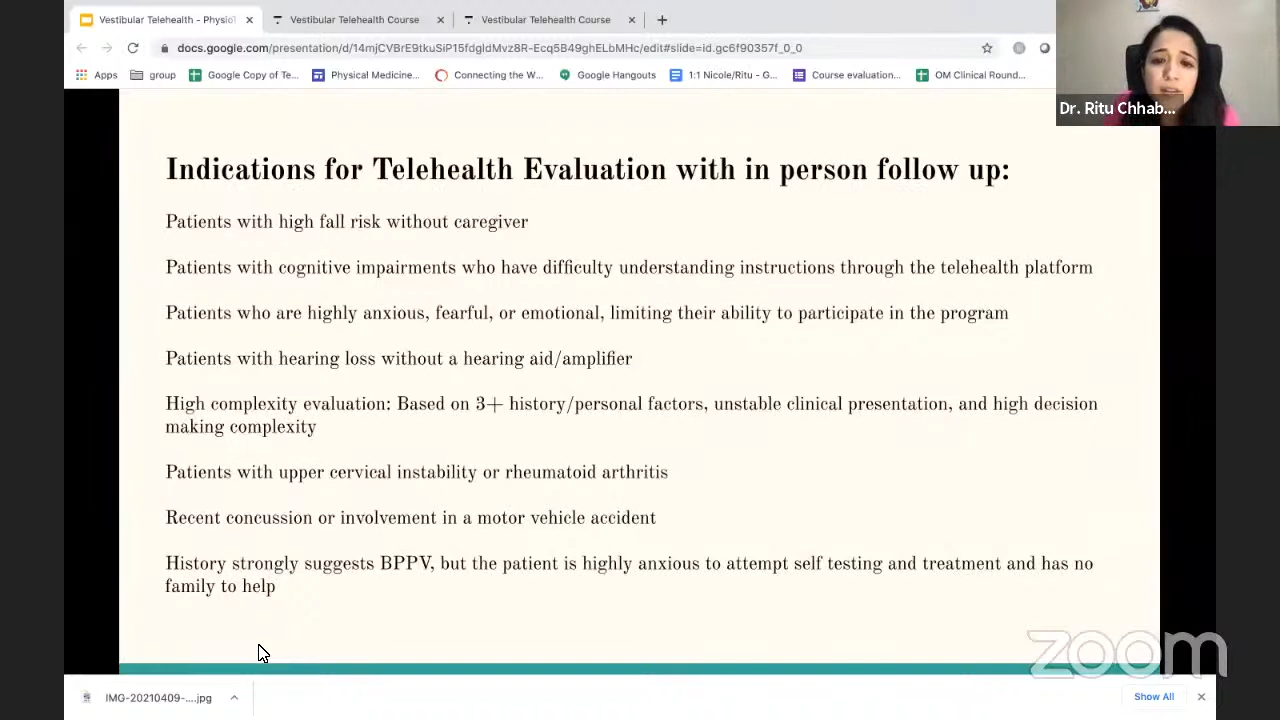 Vestibular Telehealth - Physio
Vestibular Telehealth Course
Vestibular Telehealth Course
docs.google.com/presentation/d/14mjCVBrE9tkuSiP15fdgldMvz8R-Ecq5B49ghELbMHc/edit#slide=id.gc6f90357f_0_0
Apps
group
Google Copy of Te...
Physical Medicine...
Connecting the W...
Google Hangouts
1:1 Nicole/Ritu - G...
Course evaluation...
OM Clinical Round...
Dr. Ritu Chhab...
Indications for Telehealth Evaluation with in person follow up:
Patients with high fall risk without caregiver
Patients with cognitive impairments who have difficulty understanding instructions through the telehealth platform
Patients who are highly anxious, fearful, or emotional, limiting their ability to participate in the program
Patients with hearing loss without a hearing aid/amplifier
High complexity evaluation: Based on 3+ history/personal factors, unstable clinical presentation, and high decision
making complexity
Patients with upper cervical instability or rheumatoid arthritis
Recent concussion or involvement in a motor vehicle accident
History strongly suggests BPPV, but the patient is highly anxious to attempt self testing and treatment and has no
family to help
zoom
IMG-20210409-....jpg
Show All